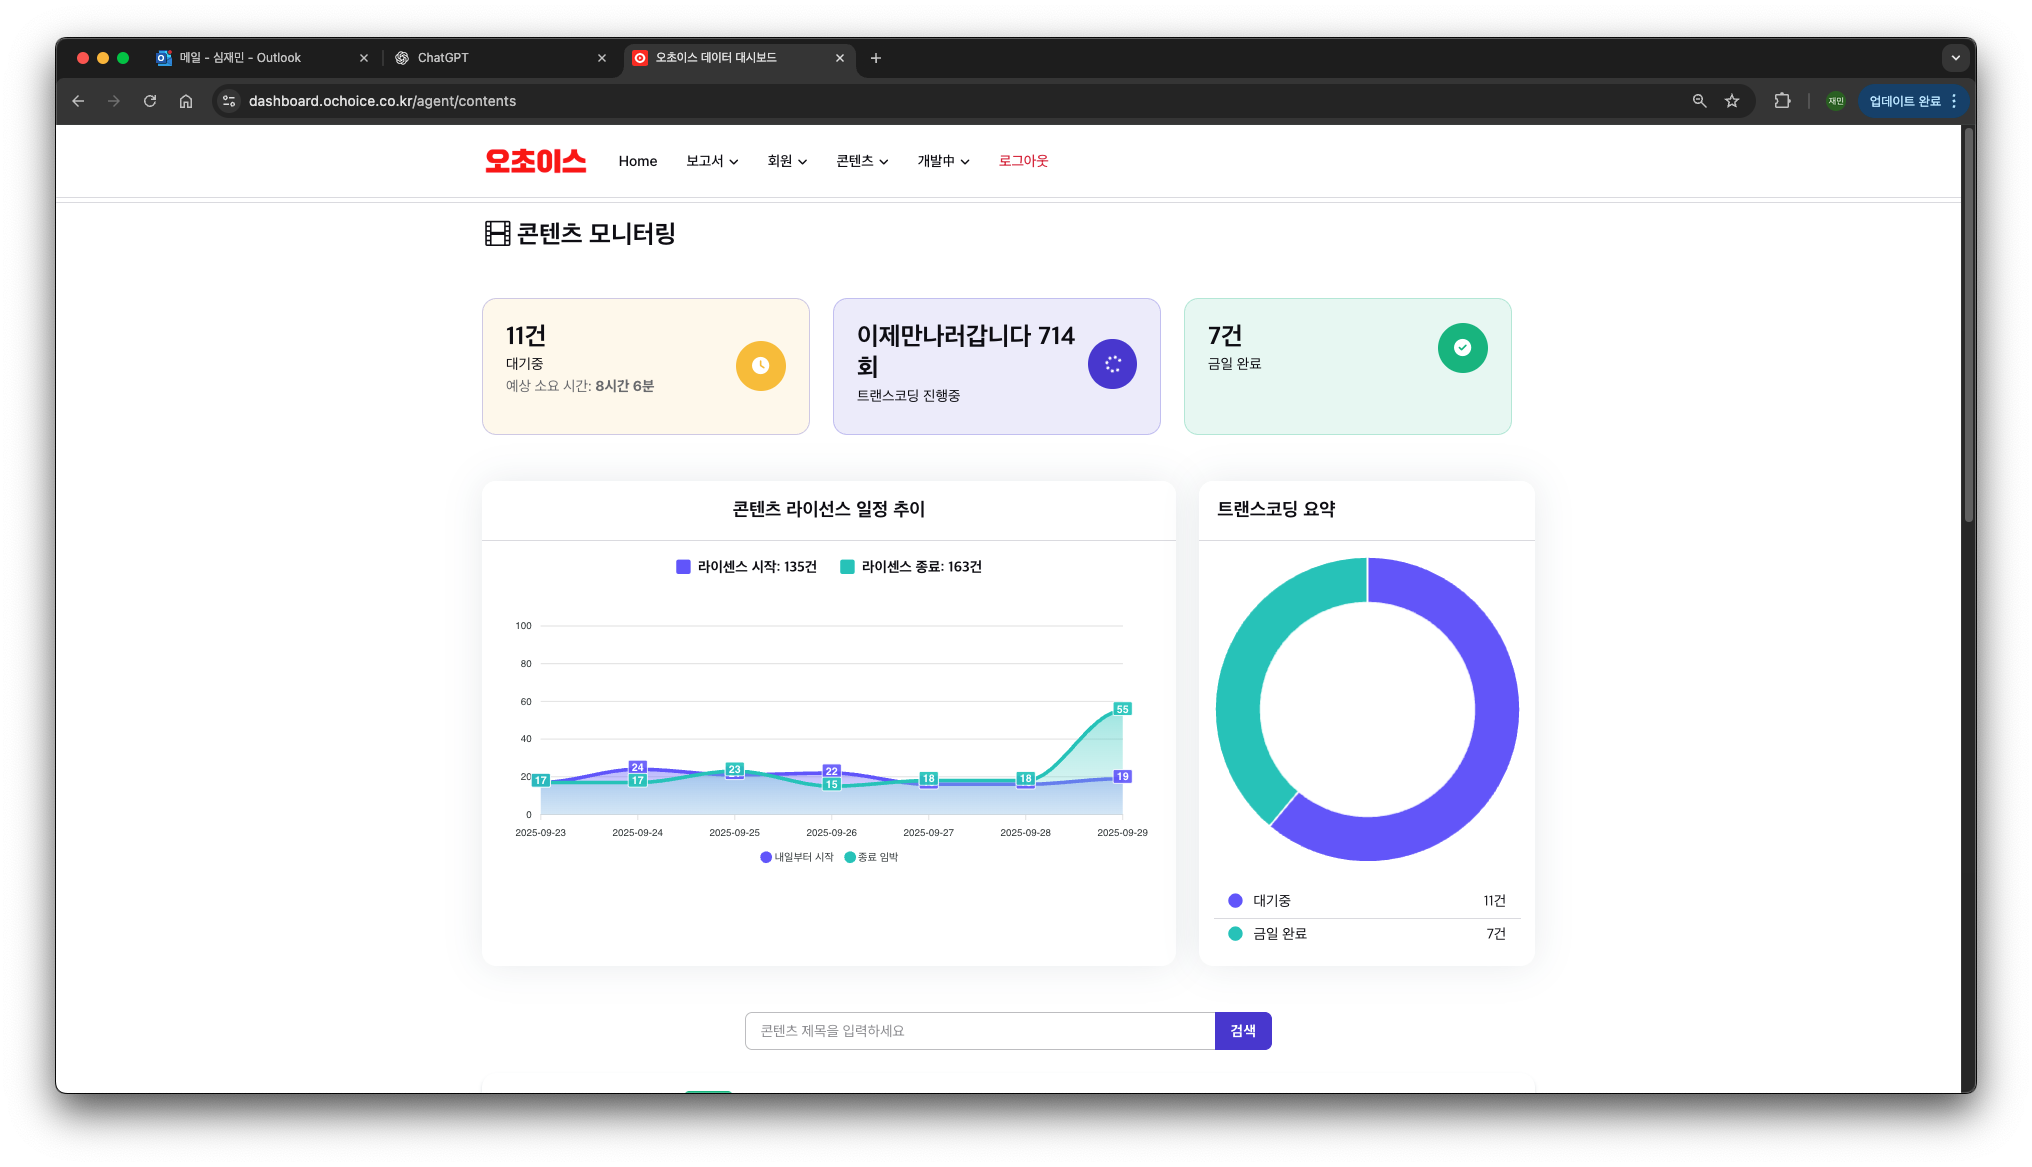 메일 - 심재민 - Outlook
ChatGPT
오초이스 데이터 대시보드
dashboard.ochoice.co.kr/agent/contents
재민
업데이트 완료
오초이스
Home
보고서
회원
콘텐츠
개발中
로그아웃
콘텐츠 모니터링
11건
대기중
예상 소요 시간: 8시간 6분
이제만나러갑니다 714
회
트랜스코딩 진행중
7건
금일 완료
콘텐츠 라이선스 일정 추이
라이센스 시작: 135건
라이센스 종료: 163건
100
80
60
40
20
0
17
24
17
23
22
15
18
18
55
19
2025-09-23
2025-09-24
2025-09-25
2025-09-26
2025-09-27
2025-09-28
2025-09-29
내일부터 시작
종료 임박
트랜스코딩 요약
대기중
11건
금일 완료
7건
콘텐츠 제목을 입력하세요
검색